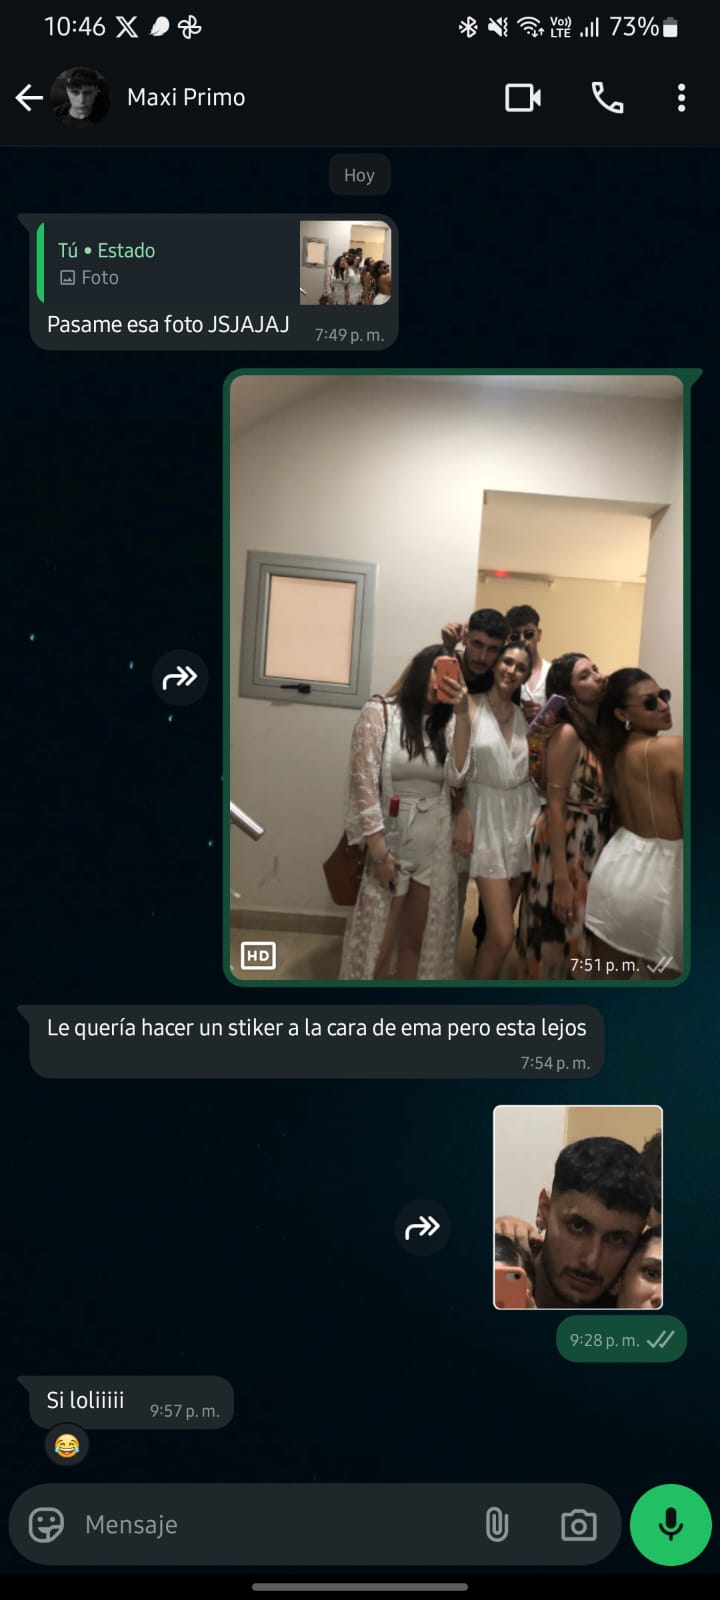 10:46
Vo))
LTE
73%
Maxi Primo
Hoy
Tú • Estado
Foto
Pasame esa foto JSJAJAJ
7:49 p. m.
HD
7:51 p. m.
Le quería hacer un stiker a la cara de ema pero esta lejos
7:54 p. m.
9:28 p. m.
Si loliiiii
9:57 p. m.
Mensaje